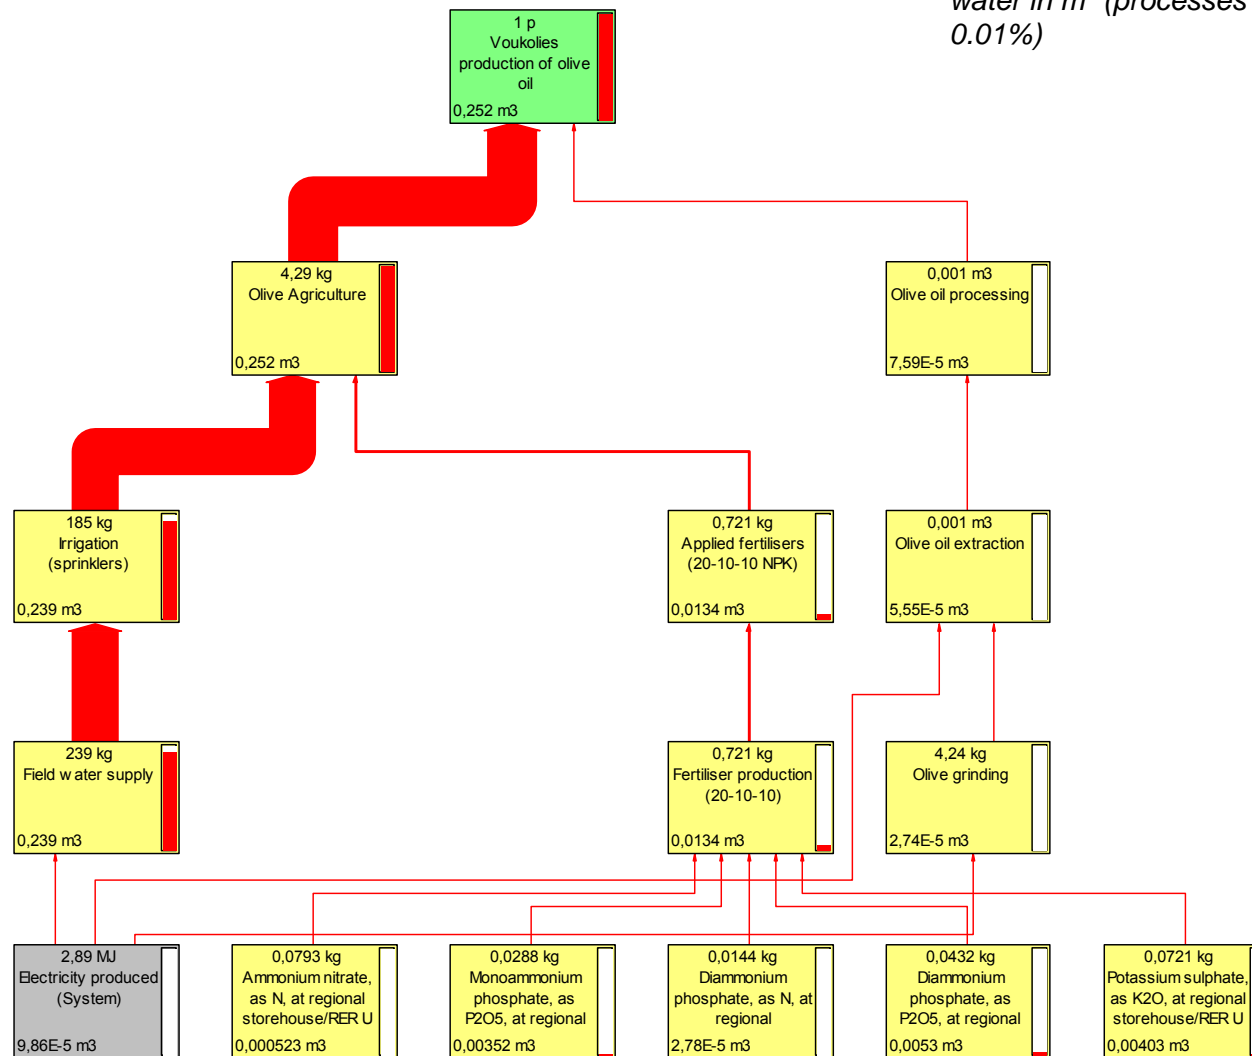 water in m³ (processes
0.01%)
1 p
Voukolies
production of olive
oil
0,252 m3
4,29 kg
Olive Agriculture
0,252 m3
0,001 m3
Olive oil processing
7,59E-5 m3
185 kg
Irrigation
(sprinklers)
0,239 m3
0,721 kg
Applied fertilisers
(20-10-10 NPK)
0,0134 m3
0,001 m3
Olive oil extraction
5,55E-5 m3
239 kg
Field water supply
0,239 m3
0,721 kg
Fertiliser production
(20-10-10)
0,0134 m3
4,24 kg
Olive grinding
2,74E-5 m3
2,89 MJ
Electricity produced
(System)
9,86E-5 m3
0,0793 kg
Ammonium nitrate,
as N, at regional
storehouse/RER U
0,000523 m3
0,0288 kg
Monoammonium
phosphate, as
P2O5, at regional
0,00352 m3
0,0144 kg
Diammonium
phosphate, as N, at
regional
2,78E-5 m3
0,0432 kg
Diammonium
phosphate, as
P2O5, at regional
0,0053 m3
0,0721 kg
Potassium sulphate,
as K2O, at regional
storehouse/RER U
0,00403 m3